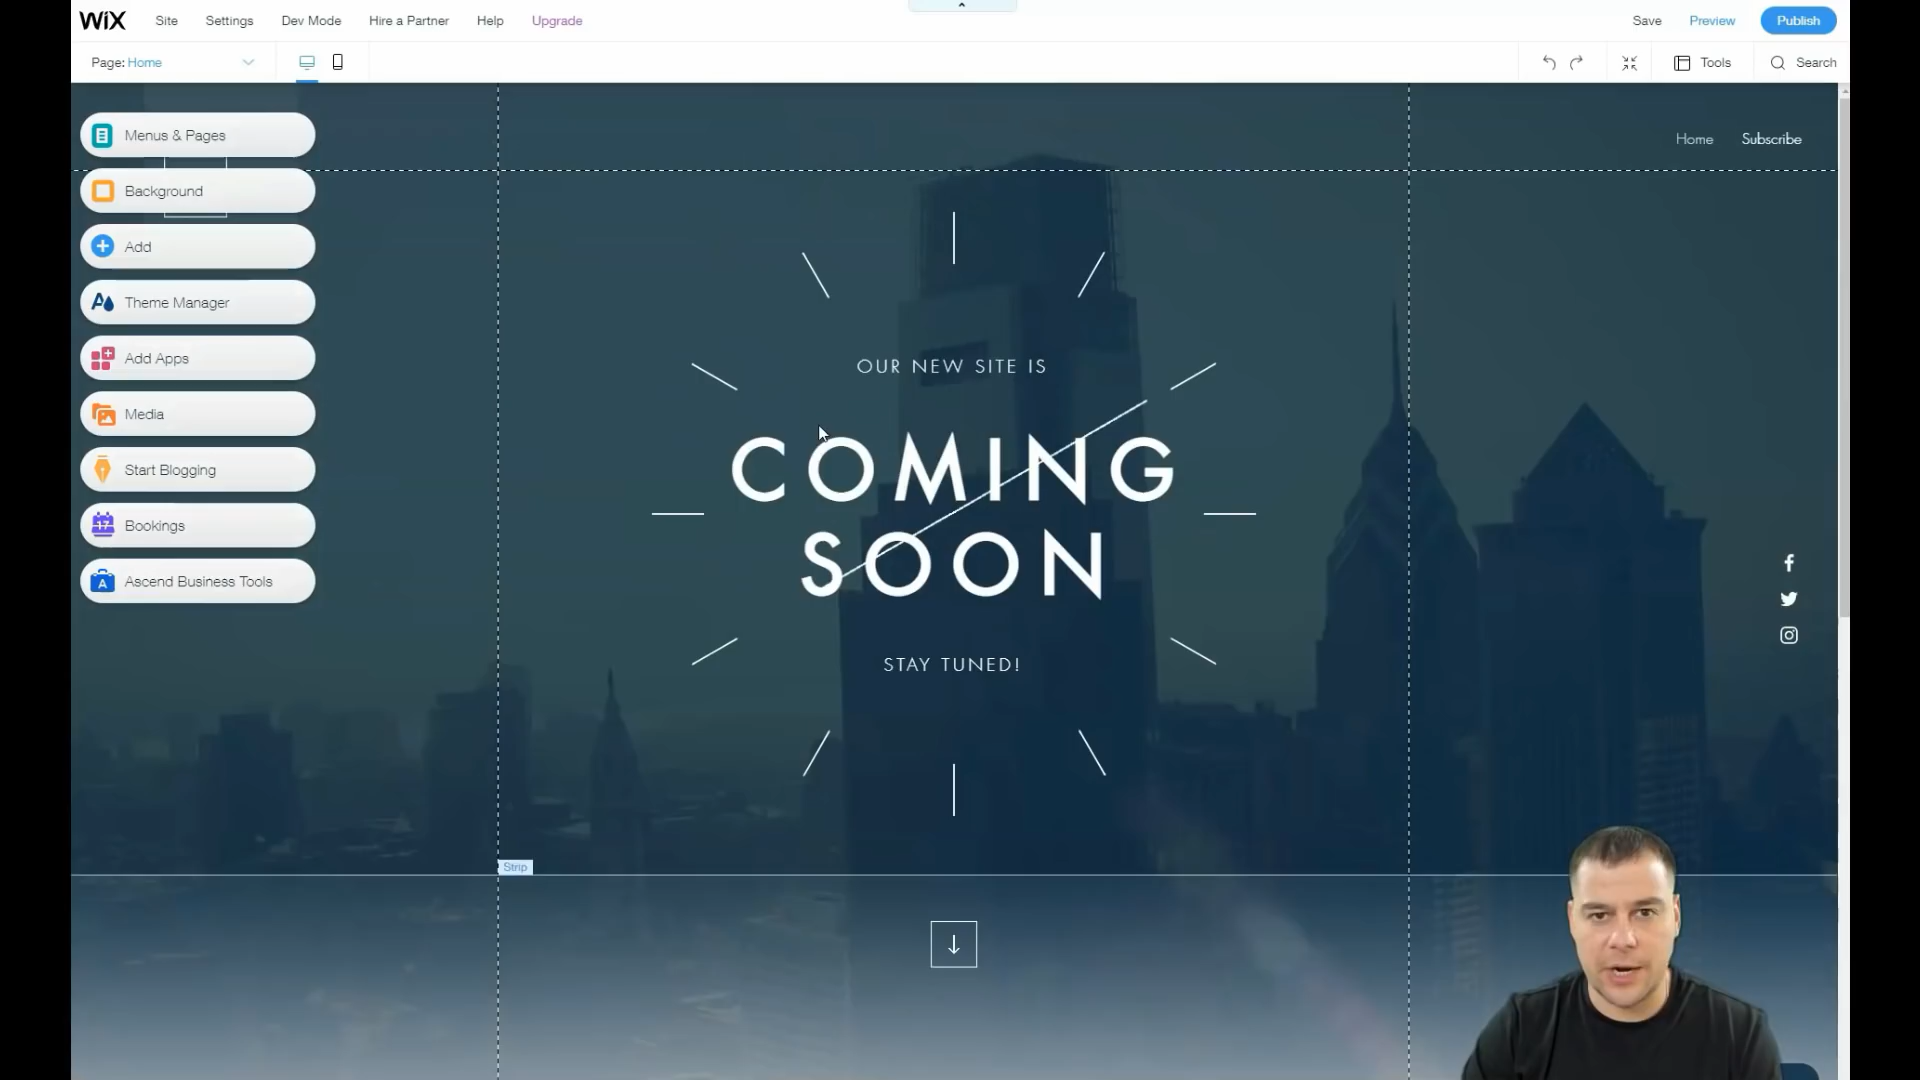 WiX Site Settings Dev Mode Hire a Partner Help Upgrade Save Preview Publish
Page: Home Tools Search
Menus & Pages
Background
Add
Theme Manager
Add Apps
Media
Start Blogging
17 Bookings
A Ascend Business Tools
Home Subscribe
OUR NEW SITE IS
COMING
SOON
STAY TUNED!
Strip